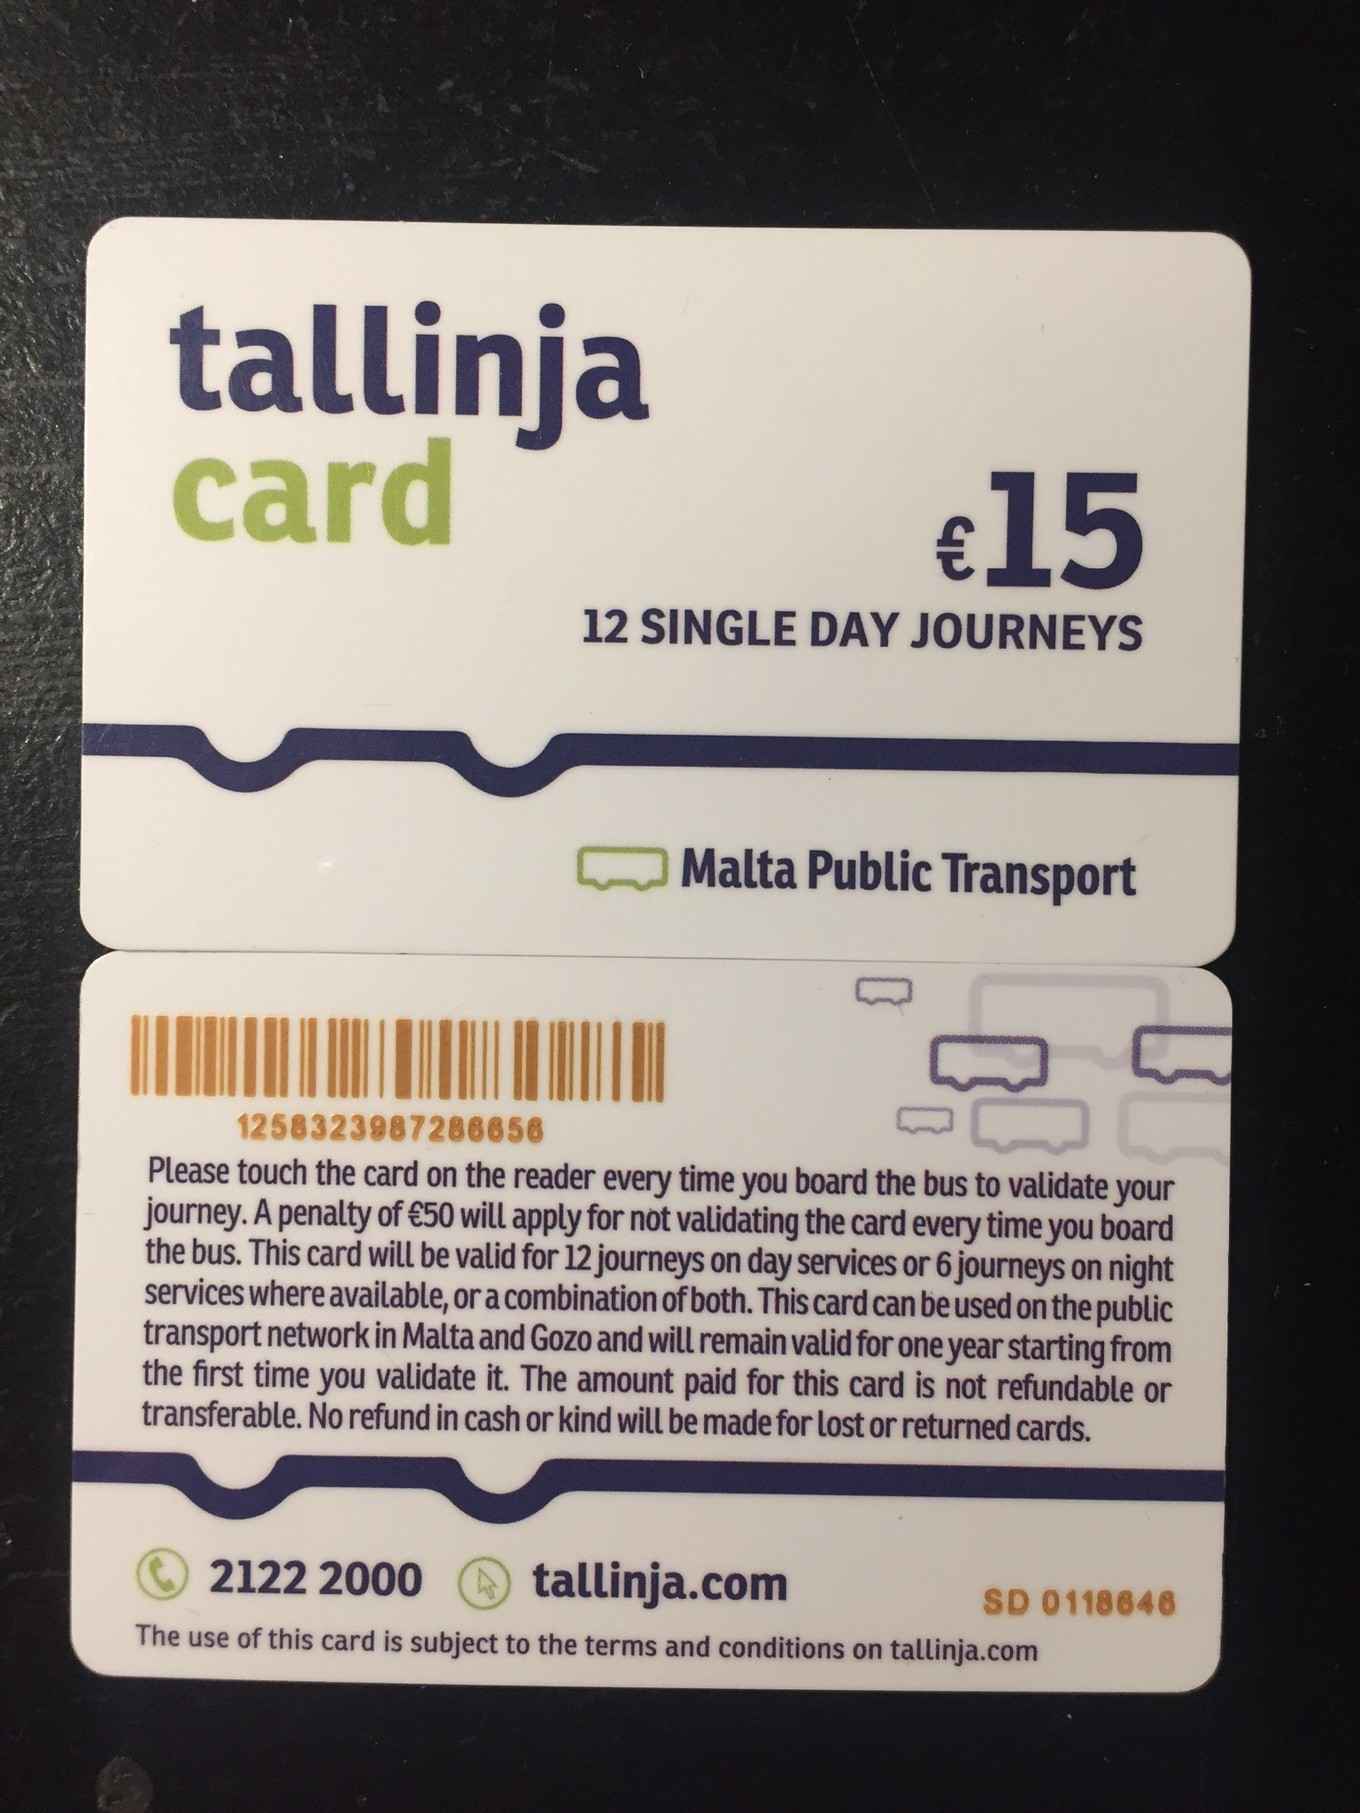 tallinja
card
€15
12 SINGLE DAY JOURNEYS
Malta Public Transport
1258323987286656
Please touch the card on the reader every time you board the bus to validate your
journey. A penalty of €50 will apply for not validating the card every time you board
the bus. This card will be valid for 12 journeys on day services or 6 journeys on night
services where available, or a combination of both. This card can be used on the public
transport network in Malta and Gozo and will remain valid for one year starting from
the first time you validate it. The amount paid for this card is not refundable or
transferable. No refund in cash or kind will be made for lost or returned cards.
2122 2000 tallinja.com
SD 0118646
The use of this card is subject to the terms and conditions on tallinja.com